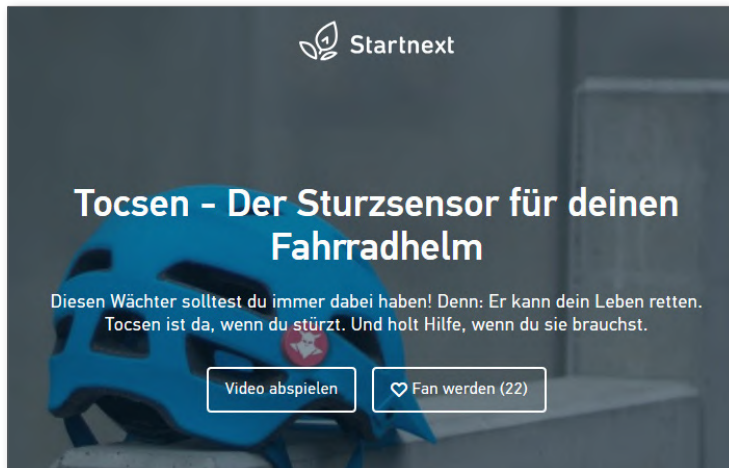 Startnext
Tocsen - Der Sturzsensor für deinen
Fahrradhelm
Diesen Wächter solltest du immer dabei haben! Denn: Er kann dein Leben retten.
Tocsen ist da, wenn du stürzt. Und holt Hilfe, wenn du sie brauchst.
Video abspielen
Fan werden (22)